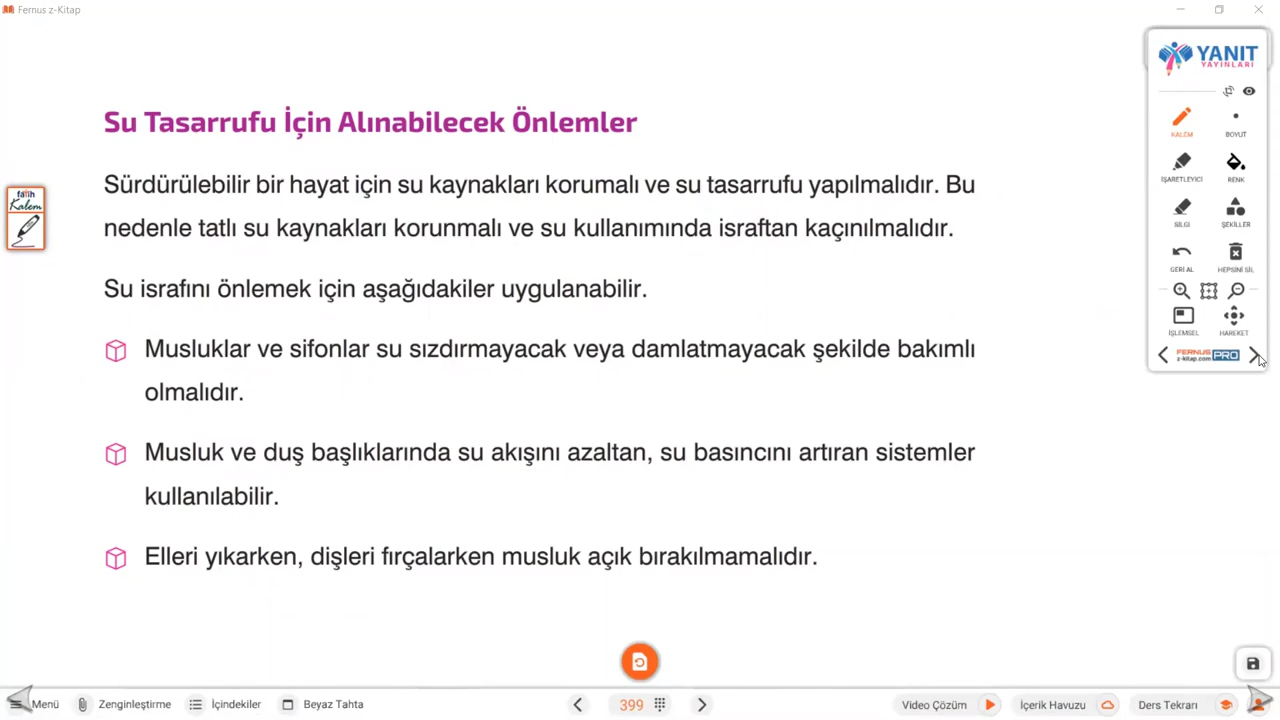 Fernus z-Kitap
YANIT
YAYINLARI
Su Tasarrufu İçin Alınabilecek Önlemler
KALEM
BOYUT
Sürdürülebilir bir hayat için su kaynakları korumalı ve su tasarrufu yapılmalıdır. Bu
İŞARETLEYİCİ
RENK
fatih
Kalem
nedenle tatlı su kaynakları korunmalı ve su kullanımında israftan kaçınılmalıdır.
SİLGİ
ŞEKİLLER
GERİ AL
HEPSİNİ SİL
Su israfını önlemek için aşağıdakiler uygulanabilir.
İŞLEMSEL
HAREKET
FERNUS
z-kitap.com
PRO
Musluklar ve sifonlar su sızdırmayacak veya damlatmayacak şekilde bakımlı
olmalıdır.
Musluk ve duş başlıklarında su akışını azaltan, su basıncını artıran sistemler
kullanılabilir.
Elleri yıkarken, dişleri fırçalarken musluk açık bırakılmamalıdır.
Menü
Zenginleştirme
İçindekiler
Beyaz Tahta
399
Video Çözüm
İçerik Havuzu
Ders Tekrarı